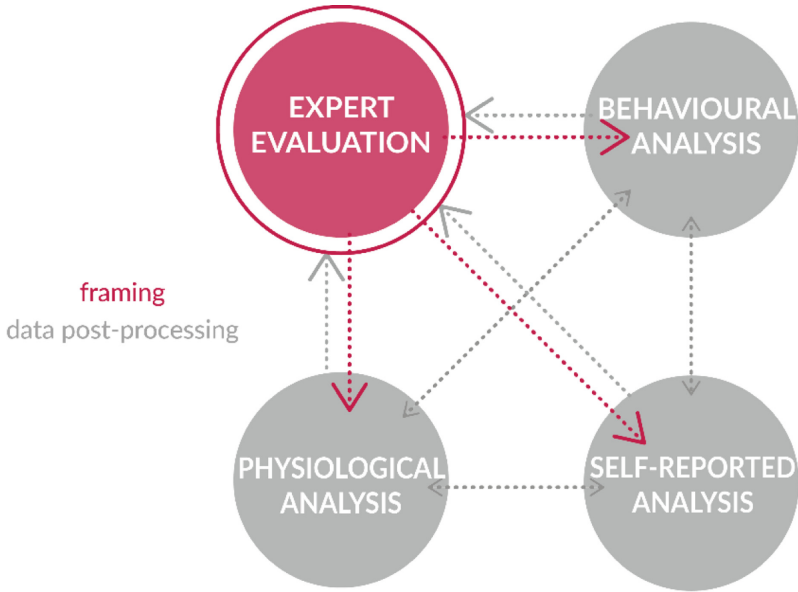 EXPERT
EVALUATION
BEHAVIOURAL
ANALYSIS
framing
data post-processing
PHYSIOLOGICAL
ANALYSIS
SELF-REPORTED
ANALYSIS